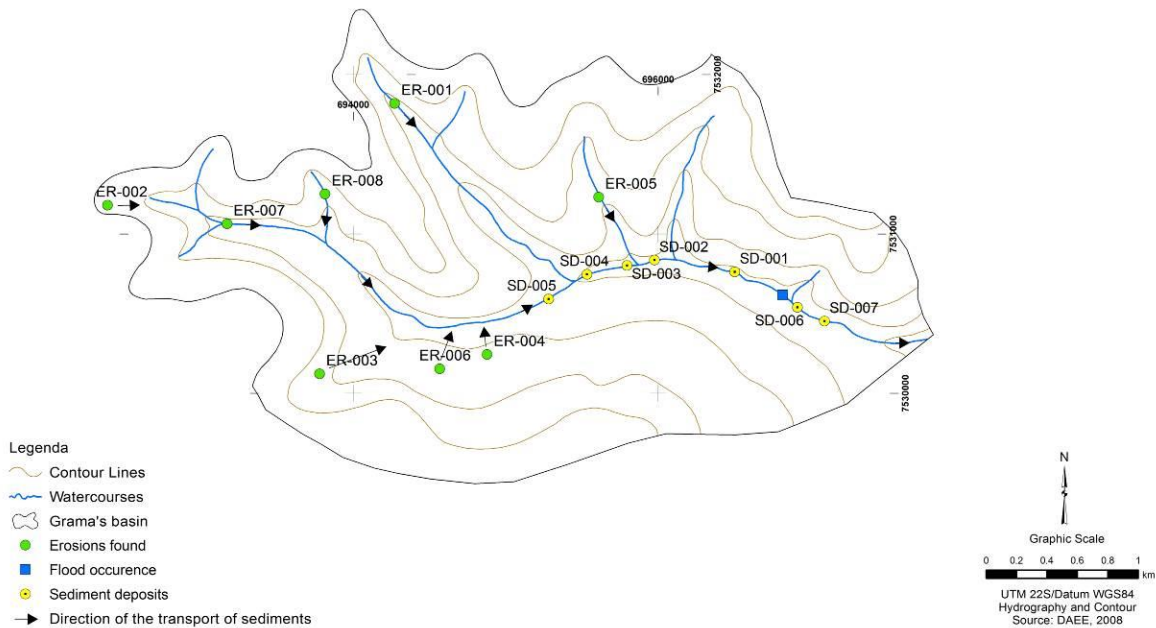 7532000
696000
ER-001
694000
ER-008
ER-002
ER-005
ER-007
7531000
SD-002
SD-001
SD-004
SD-003
SD-005
SD-007
SD-006
ER-004
ER-006
ER-003
7530000
Legenda
Contour Lines
Watercourses
Grama's basin
Erosions found
Flood occurence
Sediment deposits
Direction of the transport of sediments
N
Graphic Scale
0 0.2 0.4 0.6 0.8 1
km
UTM 22S/Datum WGS84
Hydrography and Contour
Source: DAEE, 2008